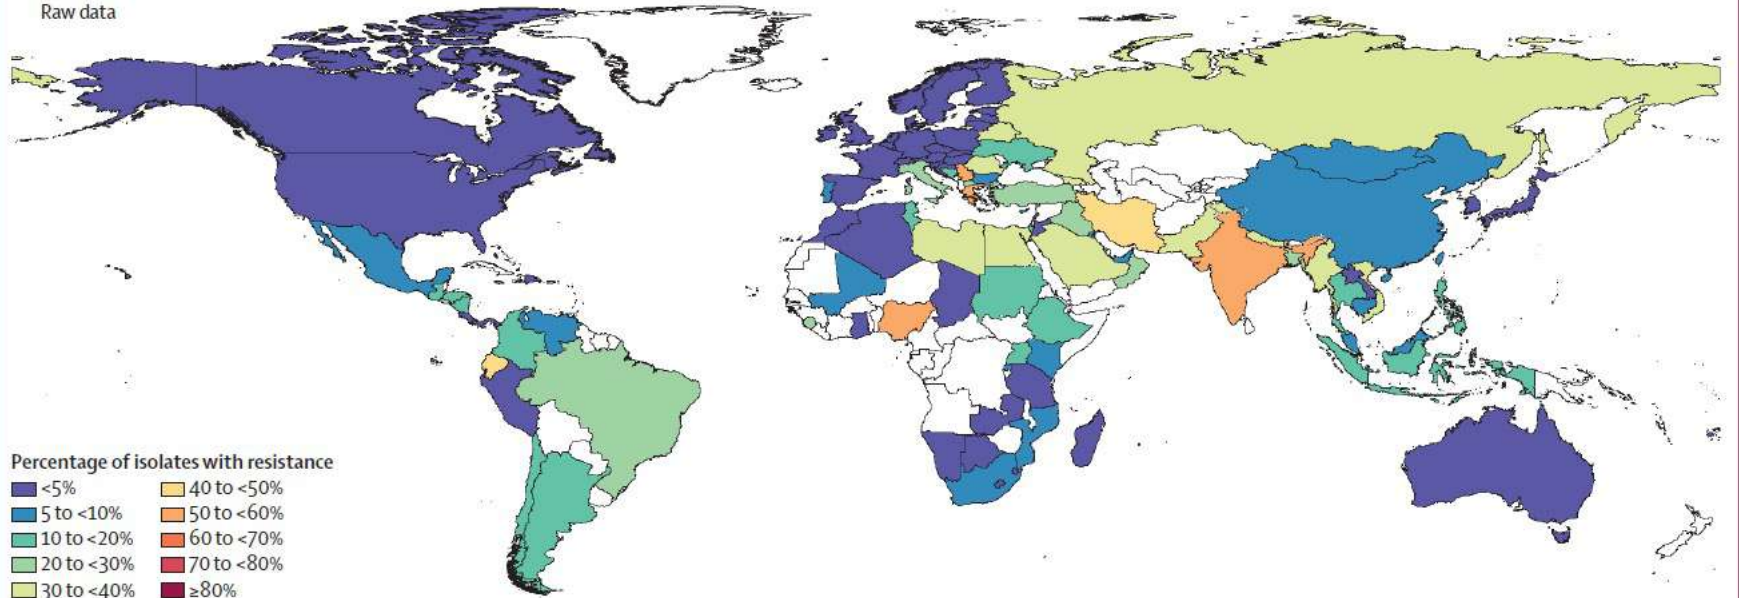 Raw data
Percentage of isolates with resistance
<5%
5 to <10%
10 to <20%
20 to <30%
30 to <40%
40 to <50%
50 to <60%
60 to <70%
70 to <80%
≥80%